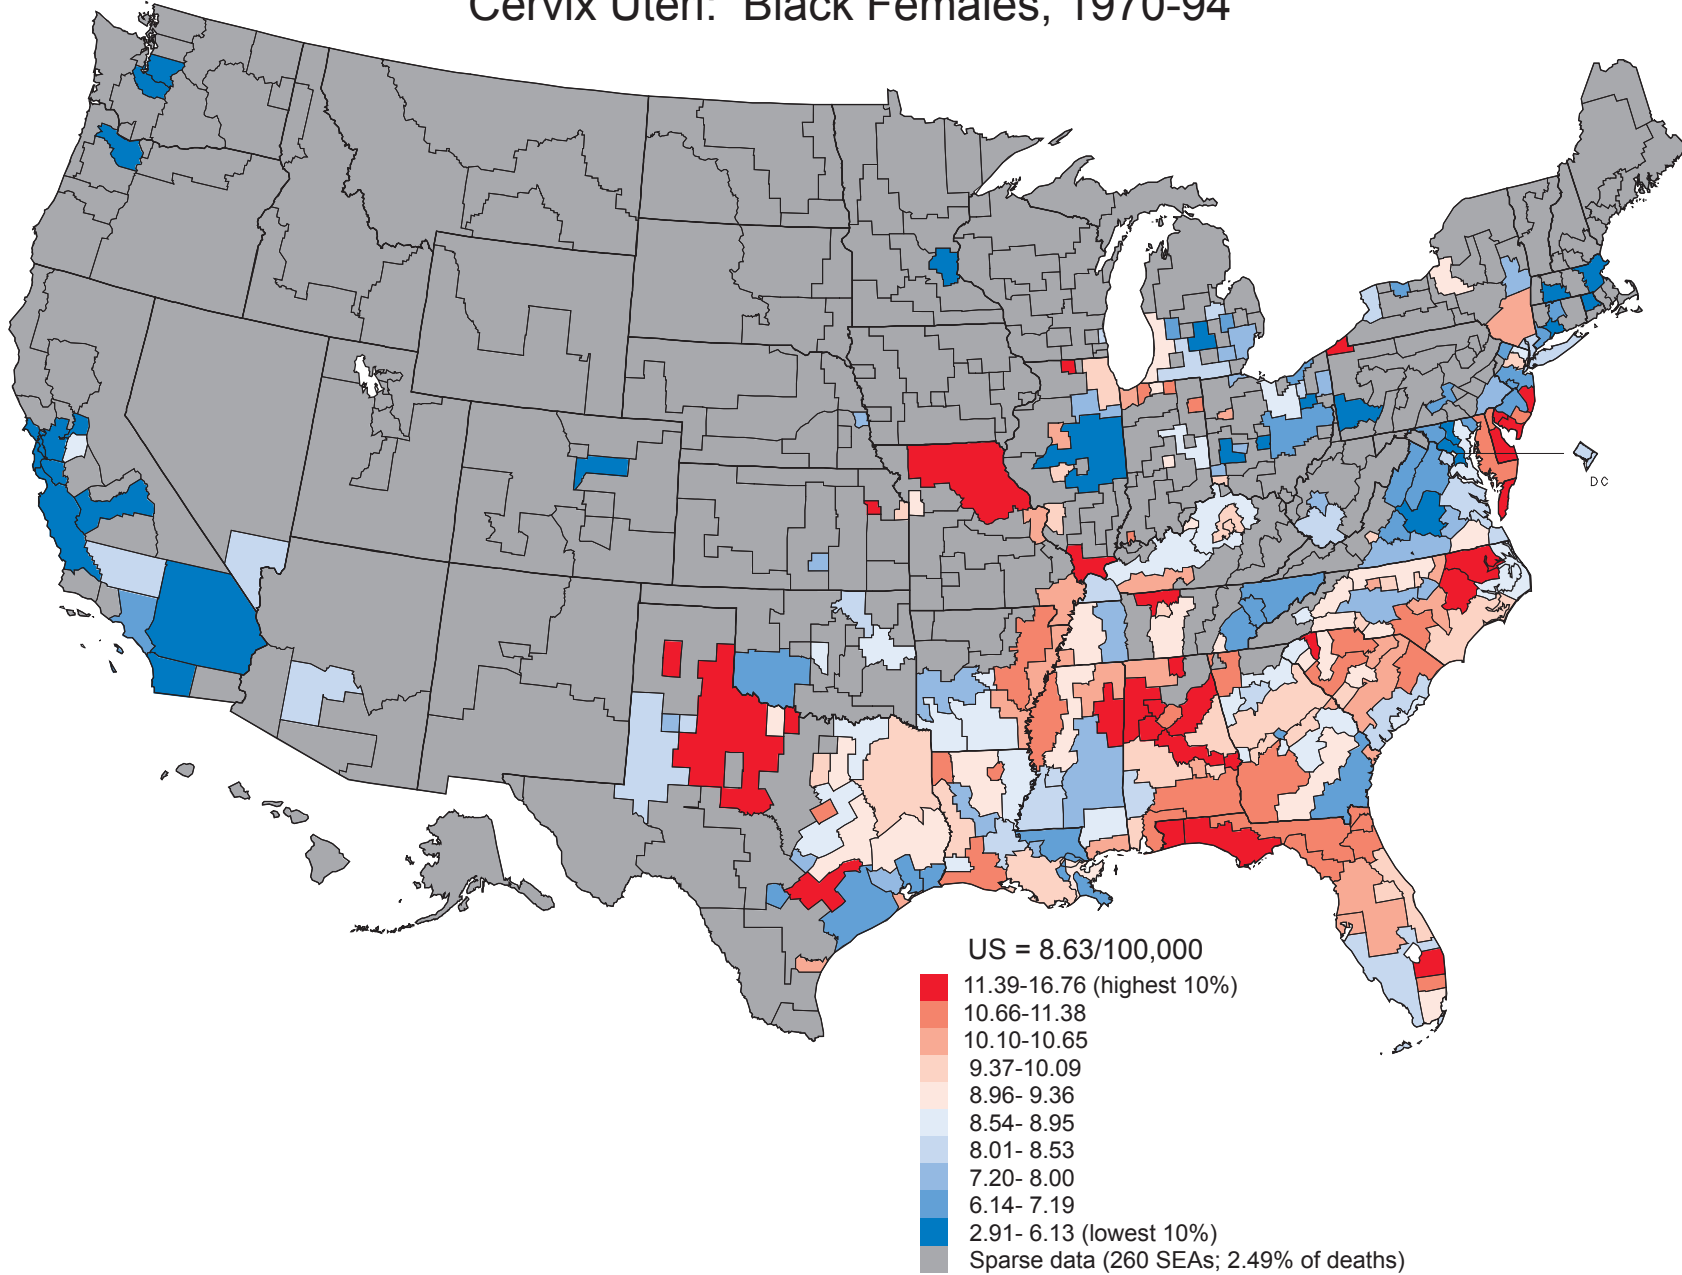 Cervix Uteri: Black Females, 1970-94
DC
US = 8.63/100,000
11.39-16.76 (highest 10%)
10.66-11.38
10.10-10.65
9.37-10.09
8.96- 9.36
8.54- 8.95
8.01- 8.53
7.20- 8.00
6.14- 7.19
2.91- 6.13 (lowest 10%)
Sparse data (260 SEAs; 2.49% of deaths)